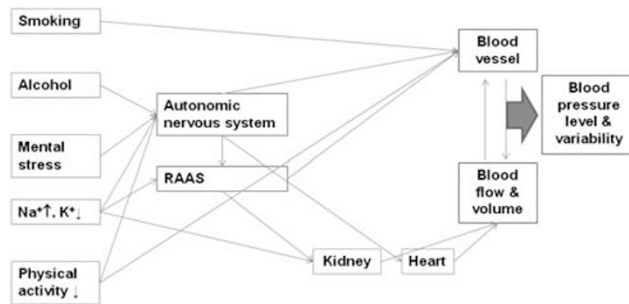 Smoking
Alcohol
Mental
stress
Na⁺↑, K⁺↓
Physical
activity ↓
Autonomic
nervous system
RAAS
Kidney
Heart
Blood
vessel
Blood
flow &
volume
Blood
pressure
level &
variability